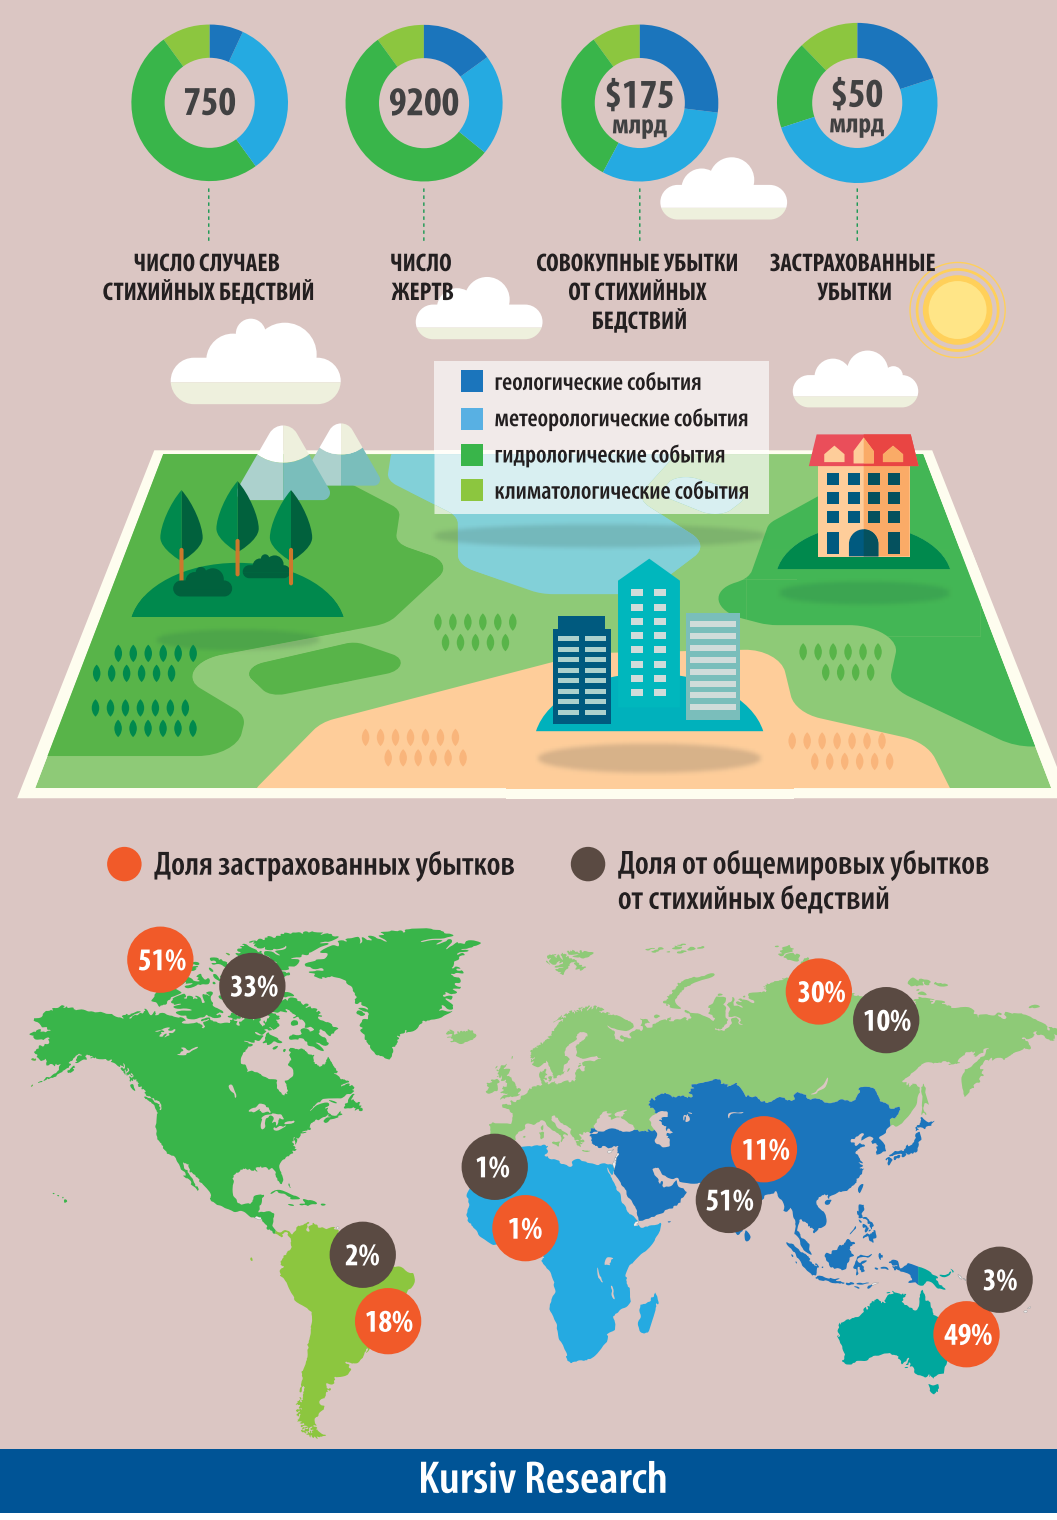 750
9200
$175
млрд
$50
млрд
ЧИСЛО СЛУЧАЕВ
СТИХИЙНЫХ БЕДСТВИЙ
ЧИСЛО
ЖЕРТВ
СОВОКУПНЫЕ УБЫТКИ
ОТ СТИХИЙНЫХ
БЕДСТВИЙ
ЗАСТРАХОВАННЫЕ
УБЫТКИ
геологические события
метеорологические события
гидрологические события
климатологические события
Доля застрахованных убытков
Доля от общемировых убытков
от стихийных бедствий
51%
33%
30%
10%
1%
1%
11%
51%
2%
18%
3%
49%
Kursiv Research